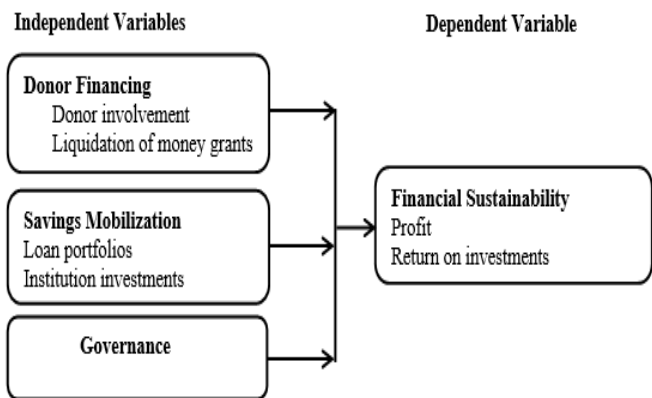 Independent Variables
Dependent Variable
Donor Financing
Donor involvement
Liquidation of money grants
Savings Mobilization
Loan portfolios
Institution investments
Governance
Financial Sustainability
Profit
Return on investments